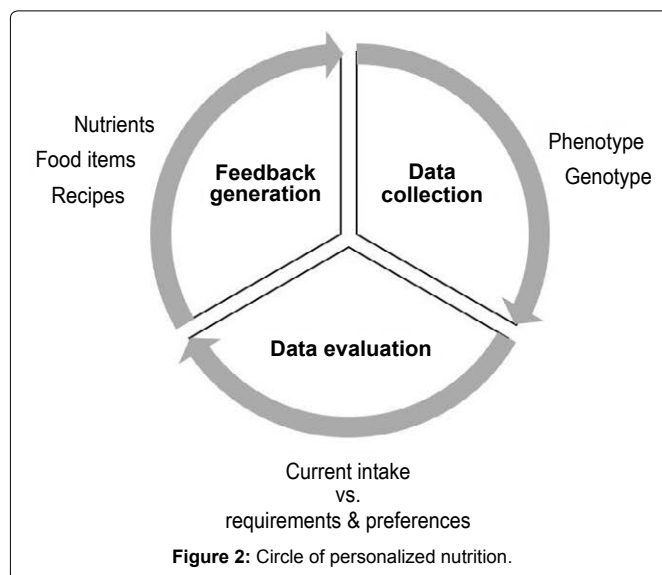 Nutrients
Food items
Recipes
Feedback
generation
Data
collection
Phenotype
Genotype
Data evaluation
Current intake
vs.
requirements & preferences
Figure 2: Circle of personalized nutrition.